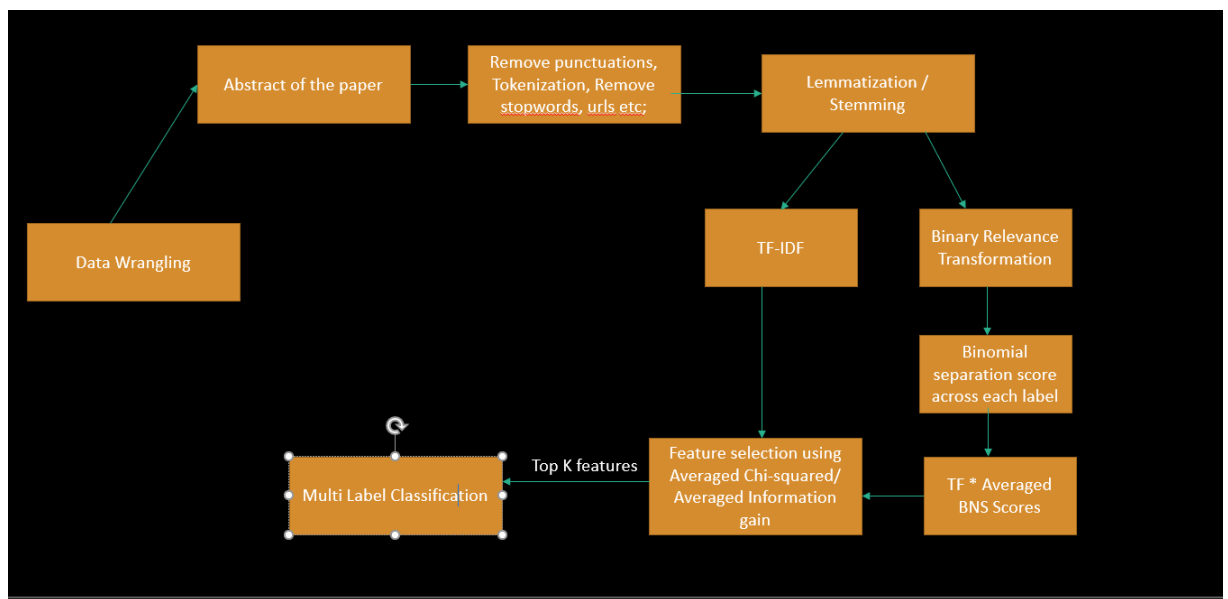 Abstract of the paper
Remove punctuations,
Tokenization, Remove
stopwords, urls etc;
Lemmatization /
Stemming
Data Wrangling
TF-IDF
Binary Relevance
Transformation
Binomial
separation score
across each label
Multi Label Classification
Top K features
Feature selection using
Averaged Chi-squared/
Averaged Information
gain
TF * Averaged
BNS Scores